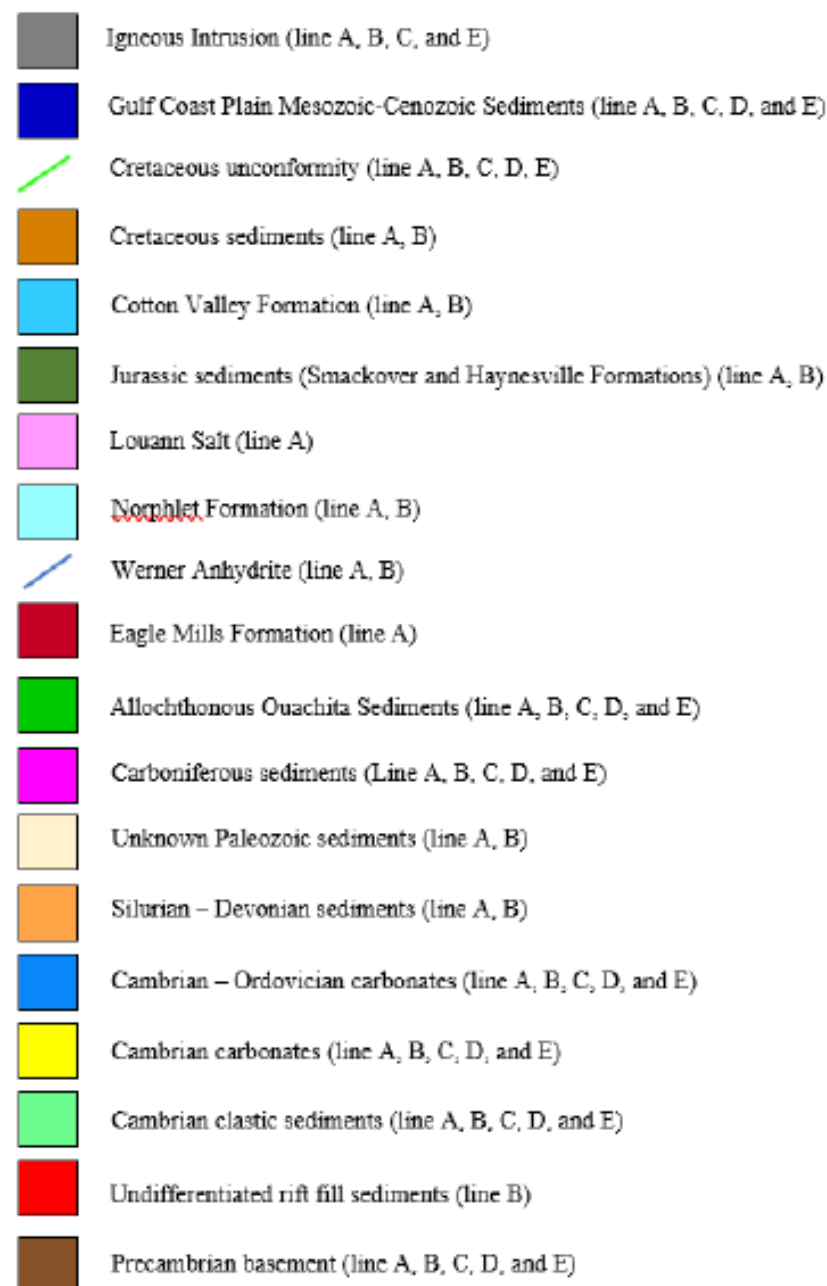 Igneous Intrusion (line A, B, C, and E)
Gulf Coast Plain Mesozoic-Cenozoic Sediments (line A, B, C, D, and E)
Cretaceous unconformity (line A, B, C, D, E)
Cretaceous sediments (line A, B)
Cotton Valley Formation (line A, B)
Jurassic sediments (Smackover and Haynesville Formations) (line A, B)
Louann Salt (line A)
Norphlet Formation (line A, B)
Werner Anhydrite (line A, B)
Eagle Mills Formation (line A)
Allochthonous Ouachita Sediments (line A, B, C, D, and E)
Carboniferous sediments (Line A, B, C, D, and E)
Unknown Paleozoic sediments (line A, B)
Silurian – Devonian sediments (line A, B)
Cambrian – Ordovician carbonates (line A, B, C, D, and E)
Cambrian carbonates (line A, B, C, D, and E)
Cambrian clastic sediments (line A, B, C, D, and E)
Undifferentiated rift fill sediments (line B)
Precambrian basement (line A, B, C, D, and E)